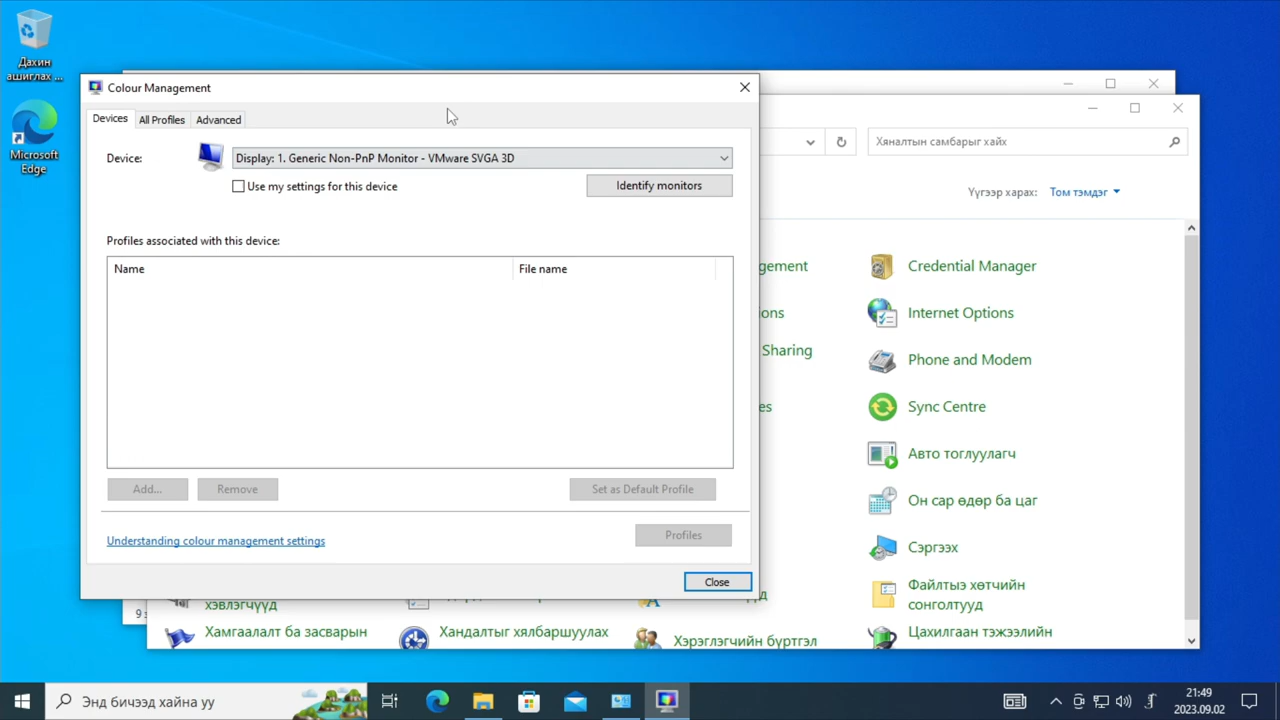 Дахин
ашиглах ...
Microsoft
Edge
Colour Management
Devices
All Profiles
Advanced
Device:
Display: 1. Generic Non-PnP Monitor - VMware SVGA 3D
Use my settings for this device
Identify monitors
Profiles associated with this device:
Name
File name
Add...
Remove
Set as Default Profile
Understanding colour management settings
Profiles
Close
Хяналтын самбарыг хайх
Үүгээр харах:
Том тэмдэг
gement
Credential Manager
ions
Internet Options
Sharing
Phone and Modem
es
Sync Centre
Авто тоглуулагч
Он сар өдөр ба цаг
Сэргээх
Файлтыэ хөтчийн
сонголтууд
хэвлэгчүүд
Хамгаалалт ба засварын
Хандалтыг хялбаршуулах
Хэрэглэгчийн бүртгэл
Цахилгаан тэжээлийн
Энд бичээд хайна уу
21:49
2023.09.02